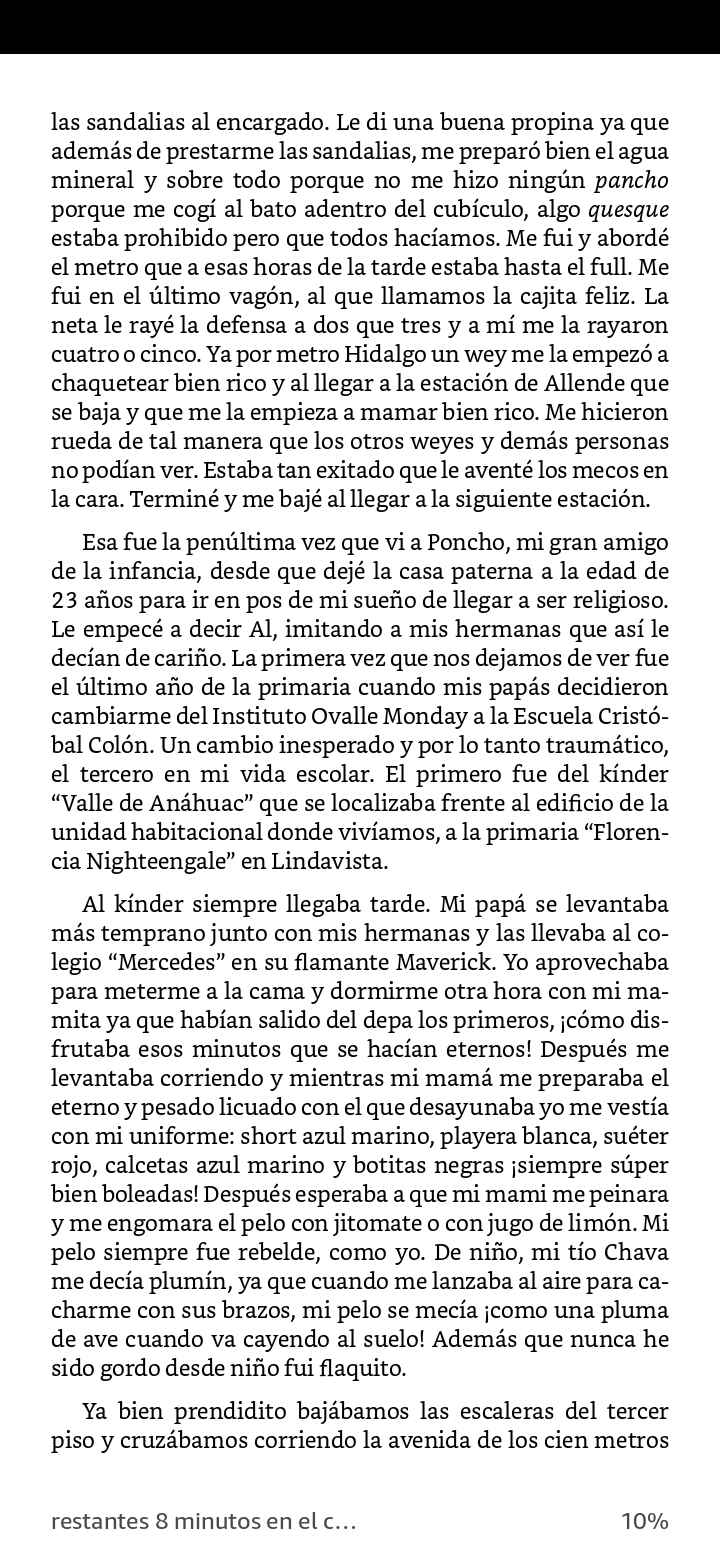 las sandalias al encargado. Le di una buena propina ya que
además de prestarme las sandalias, me preparó bien el agua
mineral y sobre todo porque no me hizo ningún pancho
porque me cogí al bato adentro del cubículo, algo quesque
estaba prohibido pero que todos hacíamos. Me fui y abordé
el metro que a esas horas de la tarde estaba hasta el full. Me
fui en el último vagón, al que llamamos la cajita feliz. La
neta le rayé la defensa a dos que tres y a mí me la rayaron
cuatro o cinco. Ya por metro Hidalgo un wey me la empezó a
chaquetear bien rico y al llegar a la estación de Allende que
se baja y que me la empieza a mamar bien rico. Me hicieron
rueda de tal manera que los otros weyes y demás personas
no podían ver. Estaba tan exitado que le aventé los mecos en
la cara. Terminé y me bajé al llegar a la siguiente estación.
Esa fue la penúltima vez que vi a Poncho, mi gran amigo
de la infancia, desde que dejé la casa paterna a la edad de
23 años para ir en pos de mi sueño de llegar a ser religioso.
Le empecé a decir Al, imitando a mis hermanas que así le
decían de cariño. La primera vez que nos dejamos de ver fue
el último año de la primaria cuando mis papás decidieron
cambiarme del Instituto Ovalle Monday a la Escuela Cristó-
bal Colón. Un cambio inesperado y por lo tanto traumático,
el tercero en mi vida escolar. El primero fue del kínder
“Valle de Anáhuac” que se localizaba frente al edificio de la
unidad habitacional donde vivíamos, a la primaria “Floren-
cia Nighteengale” en Lindavista.
Al kínder siempre llegaba tarde. Mi papá se levantaba
más temprano junto con mis hermanas y las llevaba al co-
legio “Mercedes” en su flamante Maverick. Yo aprovechaba
para meterme a la cama y dormirme otra hora con mi ma-
mita ya que habían salido del depa los primeros, ¡cómo dis-
frutaba esos minutos que se hacían eternos! Después me
levantaba corriendo y mientras mi mamá me preparaba el
eterno y pesado licuado con el que desayunaba yo me vestía
con mi uniforme: short azul marino, playera blanca, suéter
rojo, calcetas azul marino y botitas negras ¡siempre súper
bien boleadas! Después esperaba a que mi mami me peinara
y me engomara el pelo con jitomate o con jugo de limón. Mi
pelo siempre fue rebelde, como yo. De niño, mi tío Chava
me decía plumín, ya que cuando me lanzaba al aire para ca-
charme con sus brazos, mi pelo se mecía ¡como una pluma
de ave cuando va cayendo al suelo! Además que nunca he
sido gordo desde niño fui flaquito.
Ya bien prendidito bajábamos las escaleras del tercer
piso y cruzábamos corriendo la avenida de los cien metros
restantes 8 minutos en el c...
10%